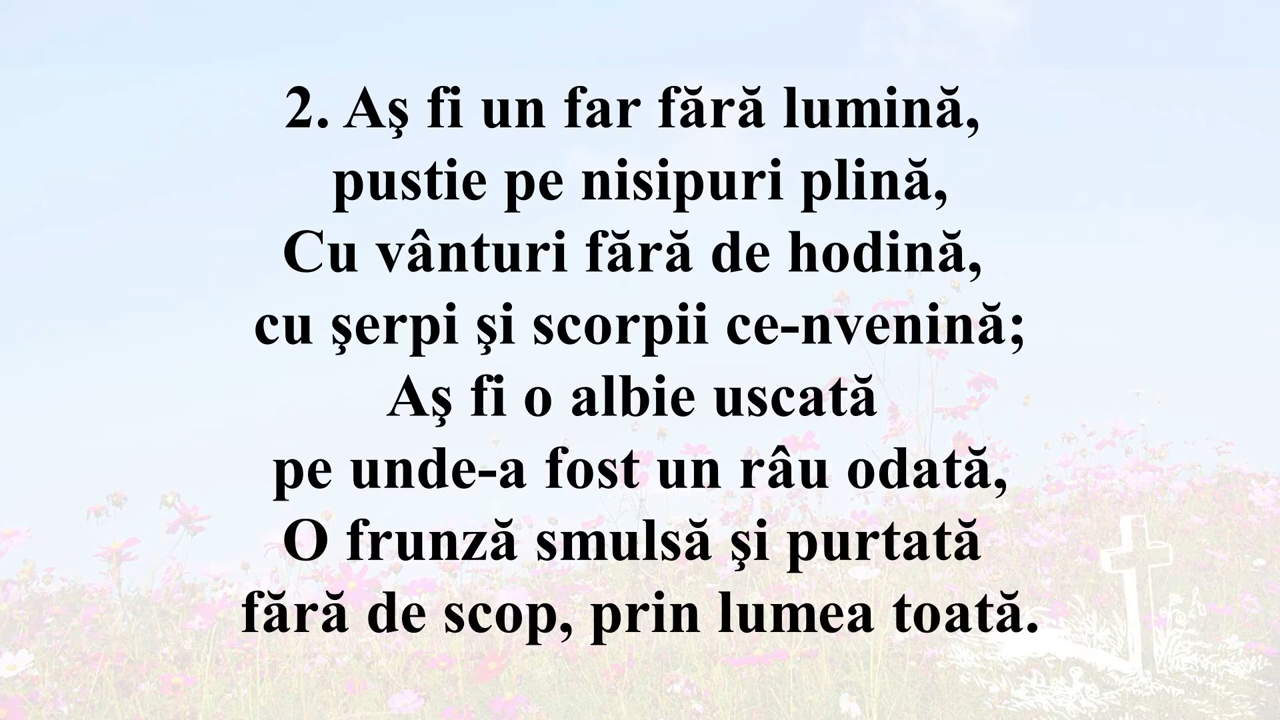 2. Aş fi un far fără lumină,
pustie pe nisipuri plină,
Cu vânturi fără de hodină,
cu şerpi şi scorpii ce-nvenină;
Aş fi o albie uscată
pe unde-a fost un râu odată,
O frunză smulsă şi purtată
fără de scop, prin lumea toată.